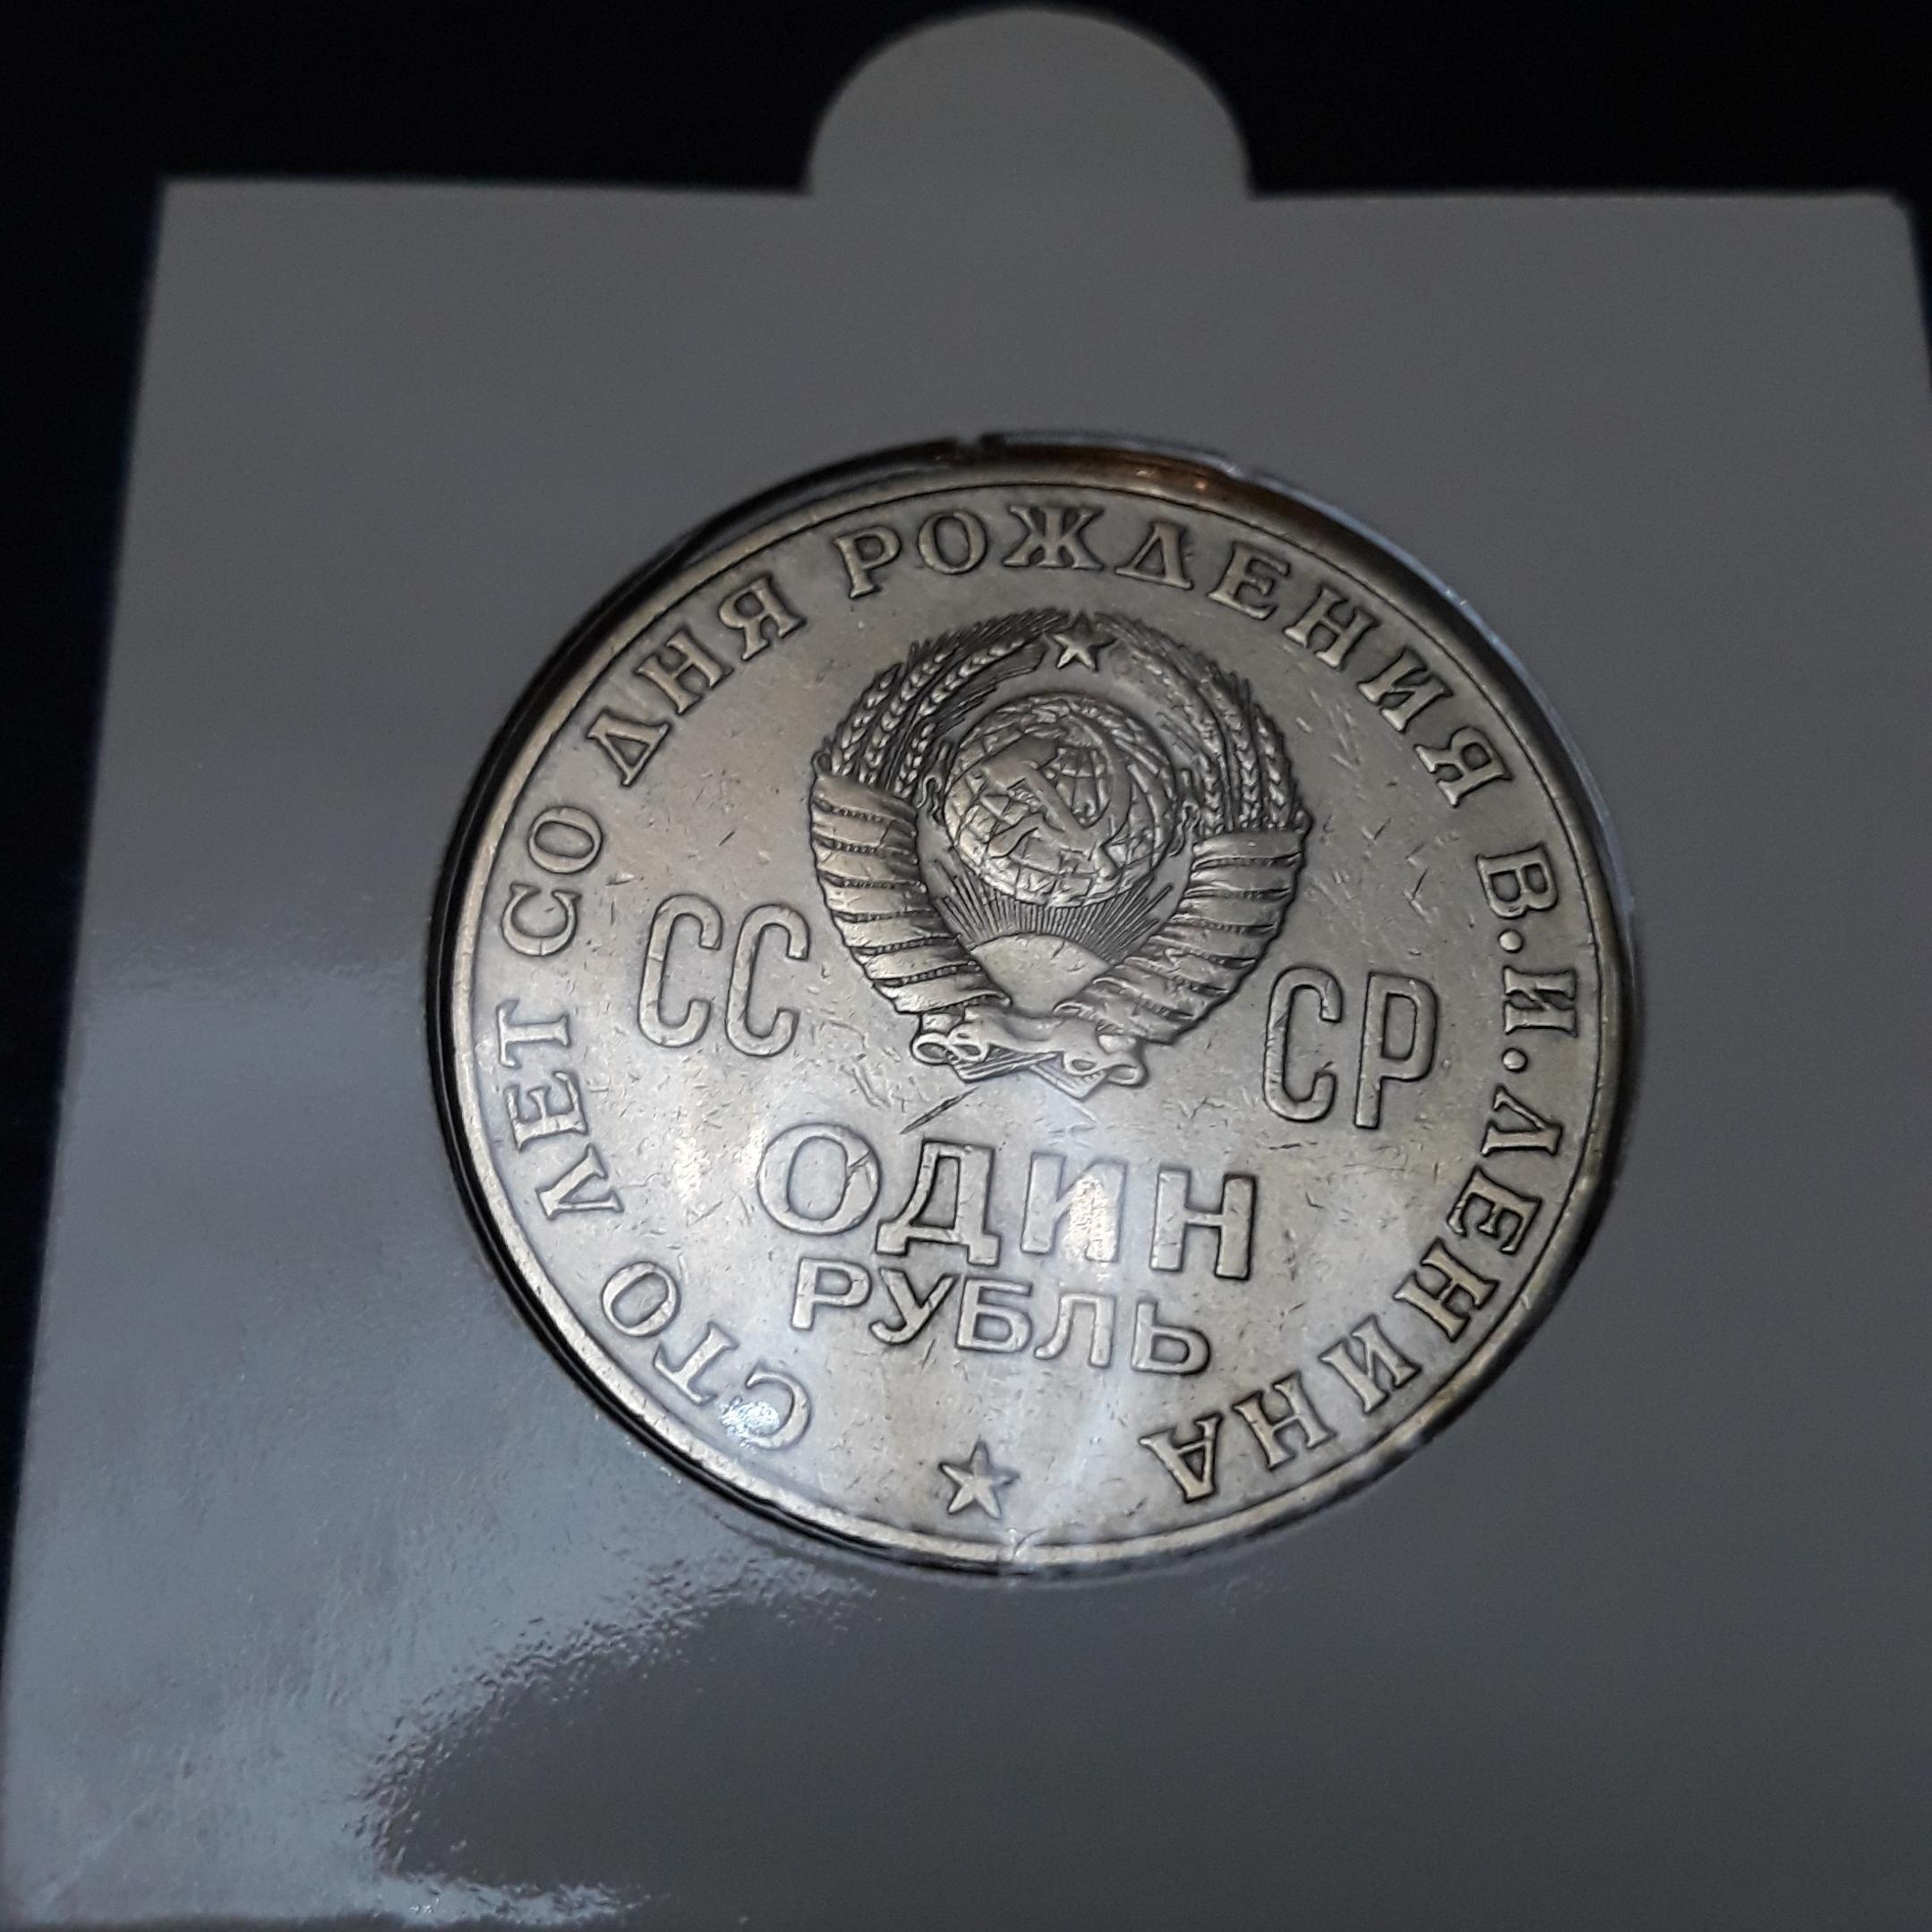 СТО ЛЕТ СО ДНЯ РОЖДЕНИЯ В.И.ЛЕНИНА
СС СР
ОДИН
РУБЛЬ